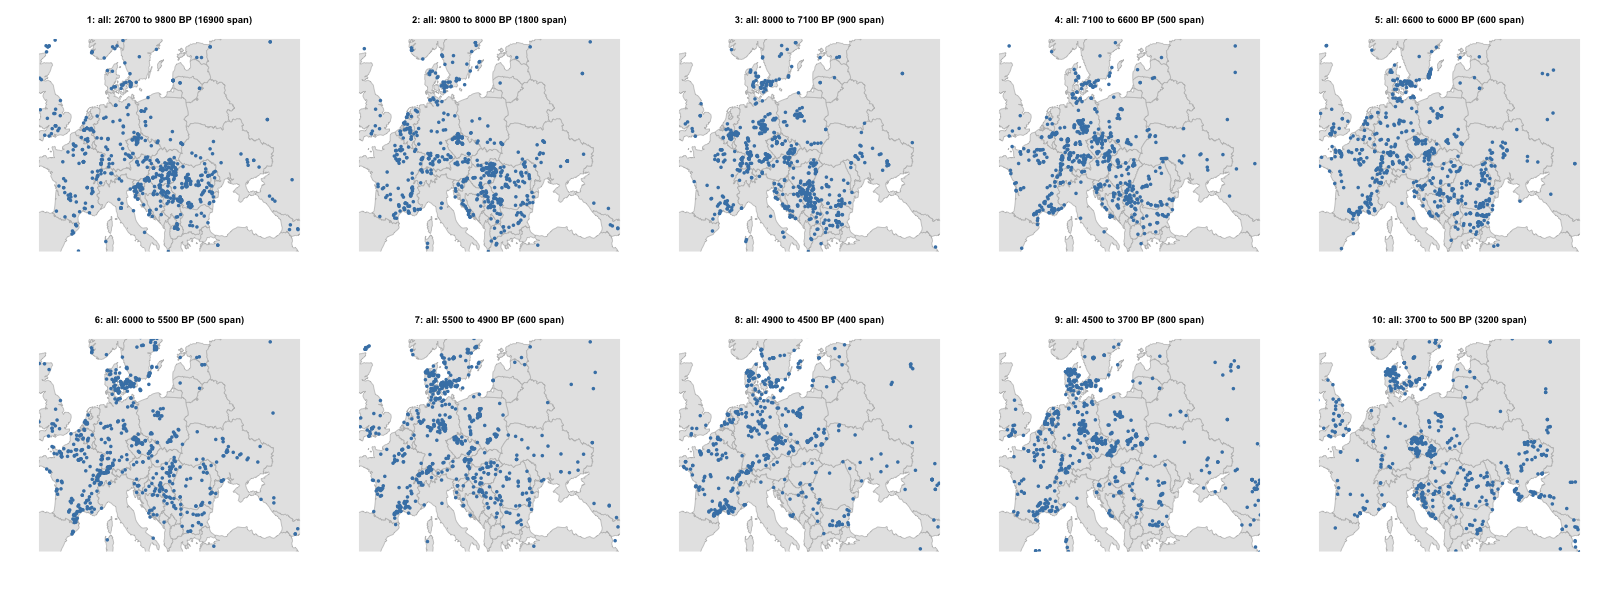 1: all: 26700 to 9800 BP (16900 span)
2: all: 9800 to 8000 BP (1800 span)
3: all: 8000 to 7100 BP (900 span)
4: all: 7100 to 6600 BP (500 span)
5: all: 6600 to 6000 BP (600 span)
6: all: 6000 to 5500 BP (500 span)
7: all: 5500 to 4900 BP (600 span)
8: all: 4900 to 4500 BP (400 span)
9: all: 4500 to 3700 BP (800 span)
10: all: 3700 to 500 BP (3200 span)